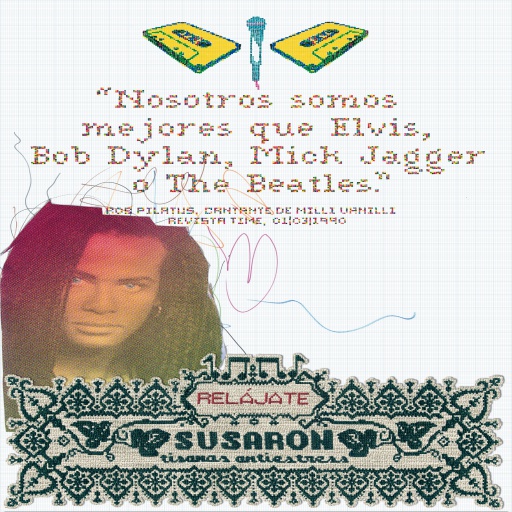 “Nosotros somos
mejores que Elvis,
Bob Dylan, Mick Jagger
o The Beatles.”
ROB PILATUS, CANTANTE DE MILLI VANILLI
REVISTA TIME, 01/03/1990
RELÁJATE
SUSARON
tisanas antiestress